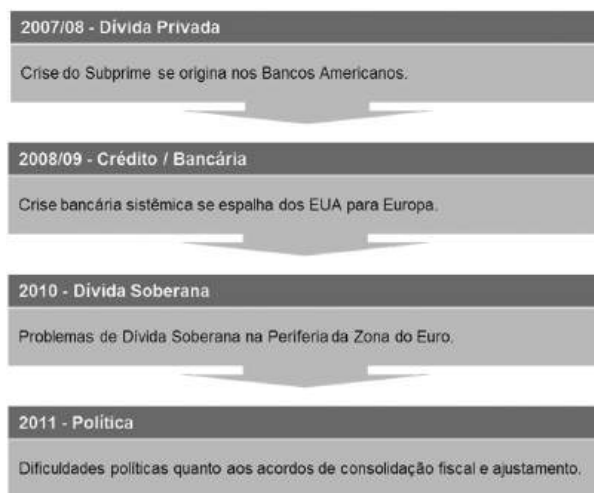 2007/08 - Dívida Privada
Crise do Subprime se origina nos Bancos Americanos.
2008/09 - Crédito / Bancária
Crise bancária sistêmica se espalha dos EUA para Europa.
2010 - Dívida Soberana
Problemas de Dívida Soberana na Periferia da Zona do Euro.
2011 - Política
Dificuldades políticas quanto aos acordos de consolidação fiscal e ajustamento.